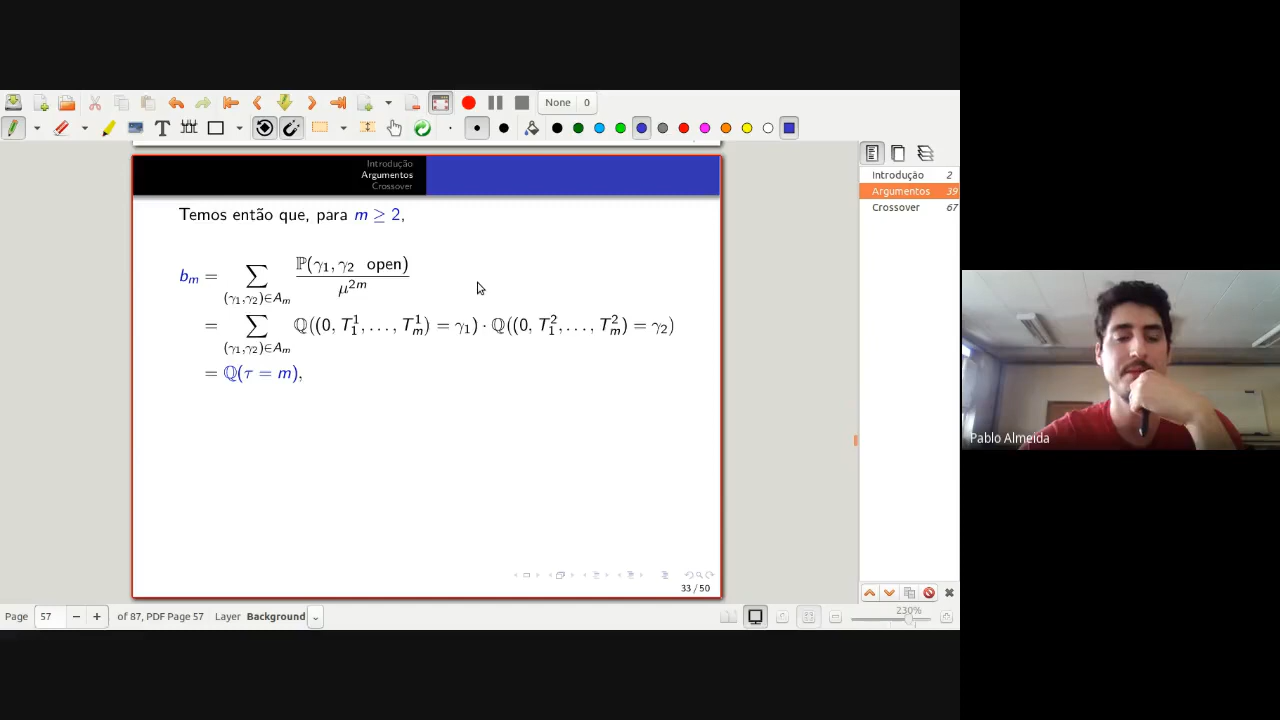 None 0
Introdução
Argumentos
Crossover
Temos então que, para m ≥ 2,
b_m = ∑_{(γ₁,γ₂)∈A_m} ℙ(γ₁, γ₂ open) / μ^{2m}
= ∑_{(γ₁,γ₂)∈A_m} ℚ((0, T_1^1, …, T_m^1) = γ₁) · ℚ((0, T_1^2, …, T_m^2) = γ₂)
= ℚ(τ = m),
33 / 50
Introdução 2
Argumentos 39
Crossover 67
Pablo Almeida
Page 57 of 87, PDF Page 57 Layer Background
230%